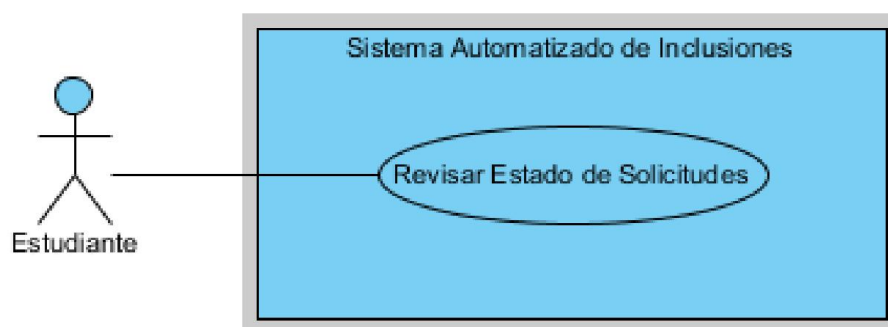 Sistema Automatizado de Inclusiones
Revisar Estado de Solicitudes
Estudiante